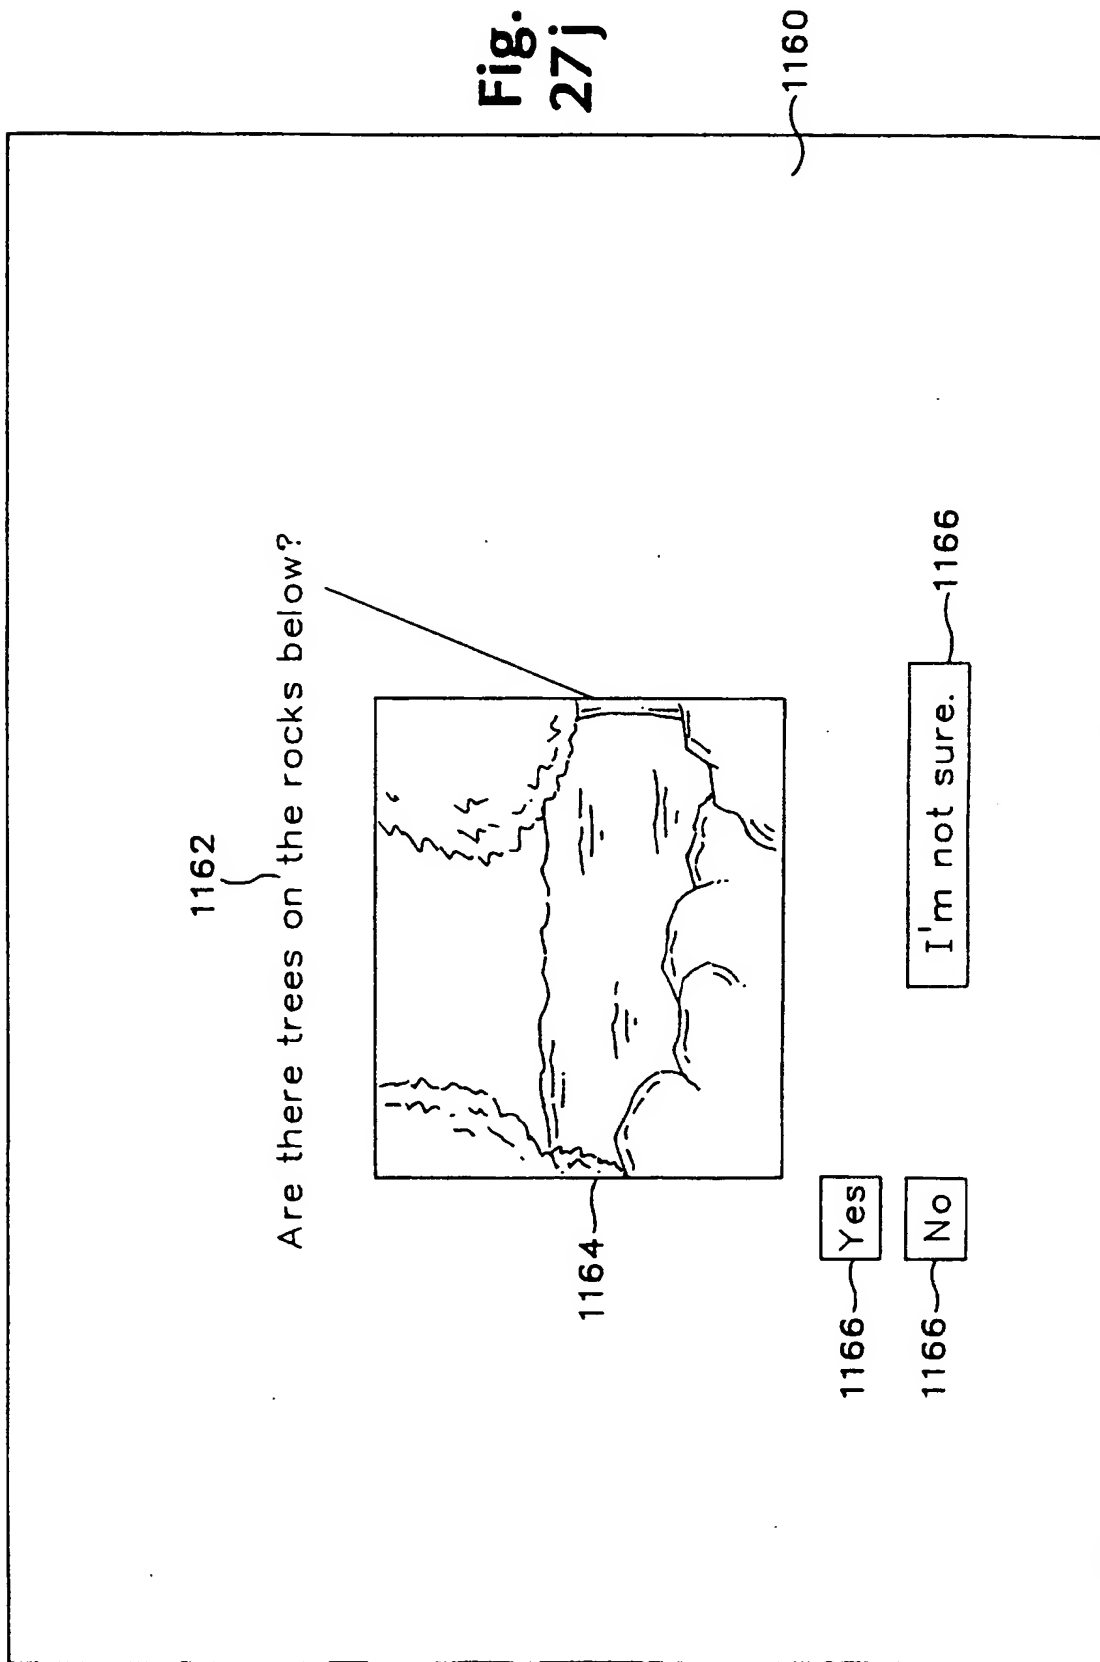 1162
Are there trees on the rocks below?
1164
1166 Yes
1166 No
I'm not sure. 1166
1160
Fig.
27j